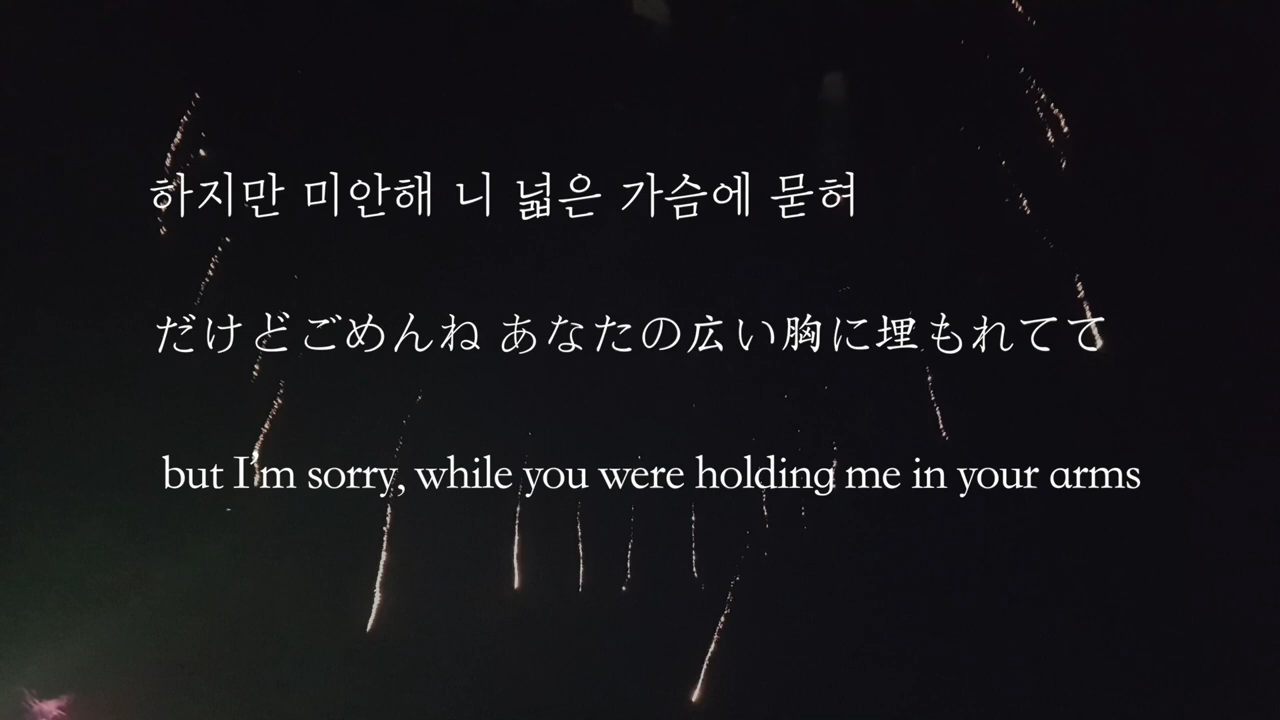 하지만 미안해 니 넓은 가슴에 묻혀
だけどごめんね あなたの広い胸に埋もれてて
but I'm sorry, while you were holding me in your arms